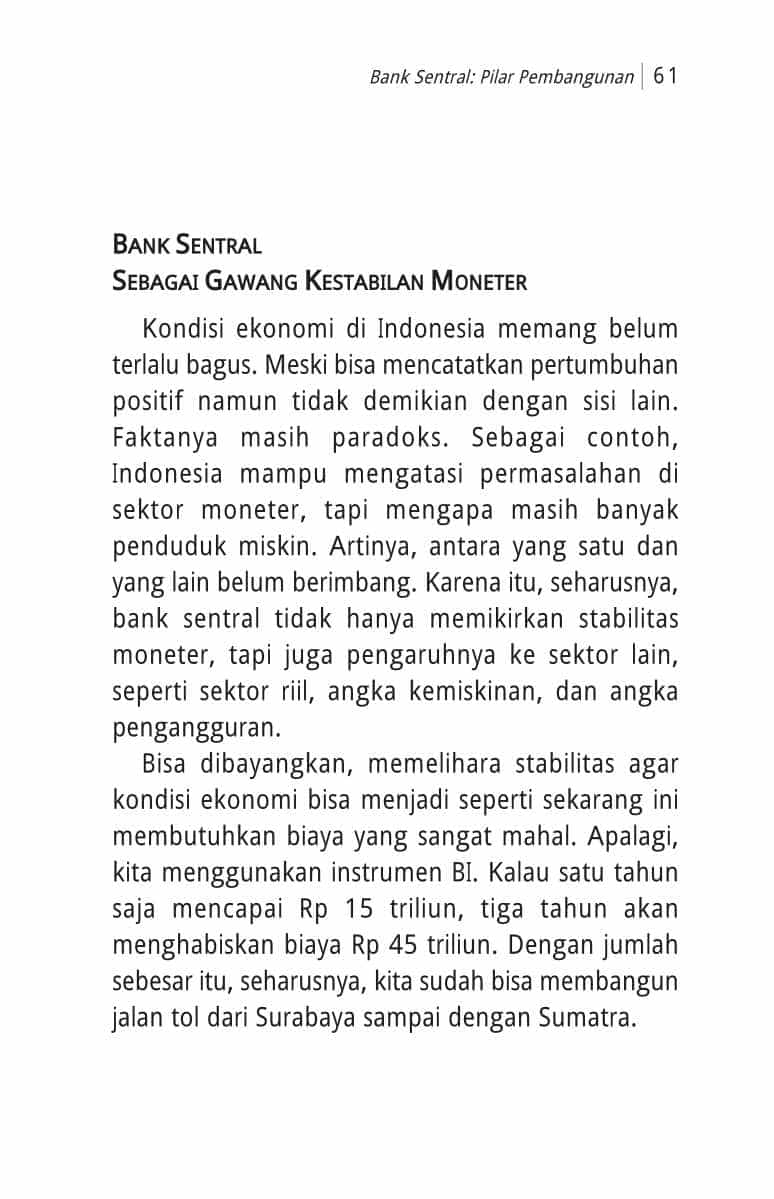 Bank Sentral: Pilar Pembangunan | 61
BANK SENTRAL
SEBAGAI GAWANG KESTABILAN MONETER
Kondisi ekonomi di Indonesia memang belum
terlalu bagus. Meski bisa mencatatkan pertumbuhan
positif namun tidak demikian dengan sisi lain.
Faktanya masih paradoks. Sebagai contoh,
Indonesia mampu mengatasi permasalahan di
sektor moneter, tapi mengapa masih banyak
penduduk miskin. Artinya, antara yang satu dan
yang lain belum berimbang. Karena itu, seharusnya,
bank sentral tidak hanya memikirkan stabilitas
moneter, tapi juga pengaruhnya ke sektor lain,
seperti sektor riil, angka kemiskinan, dan angka
pengangguran.
Bisa dibayangkan, memelihara stabilitas agar
kondisi ekonomi bisa menjadi seperti sekarang ini
membutuhkan biaya yang sangat mahal. Apalagi,
kita menggunakan instrumen BI. Kalau satu tahun
saja mencapai Rp 15 triliun, tiga tahun akan
menghabiskan biaya Rp 45 triliun. Dengan jumlah
sebesar itu, seharusnya, kita sudah bisa membangun
jalan tol dari Surabaya sampai dengan Sumatra.